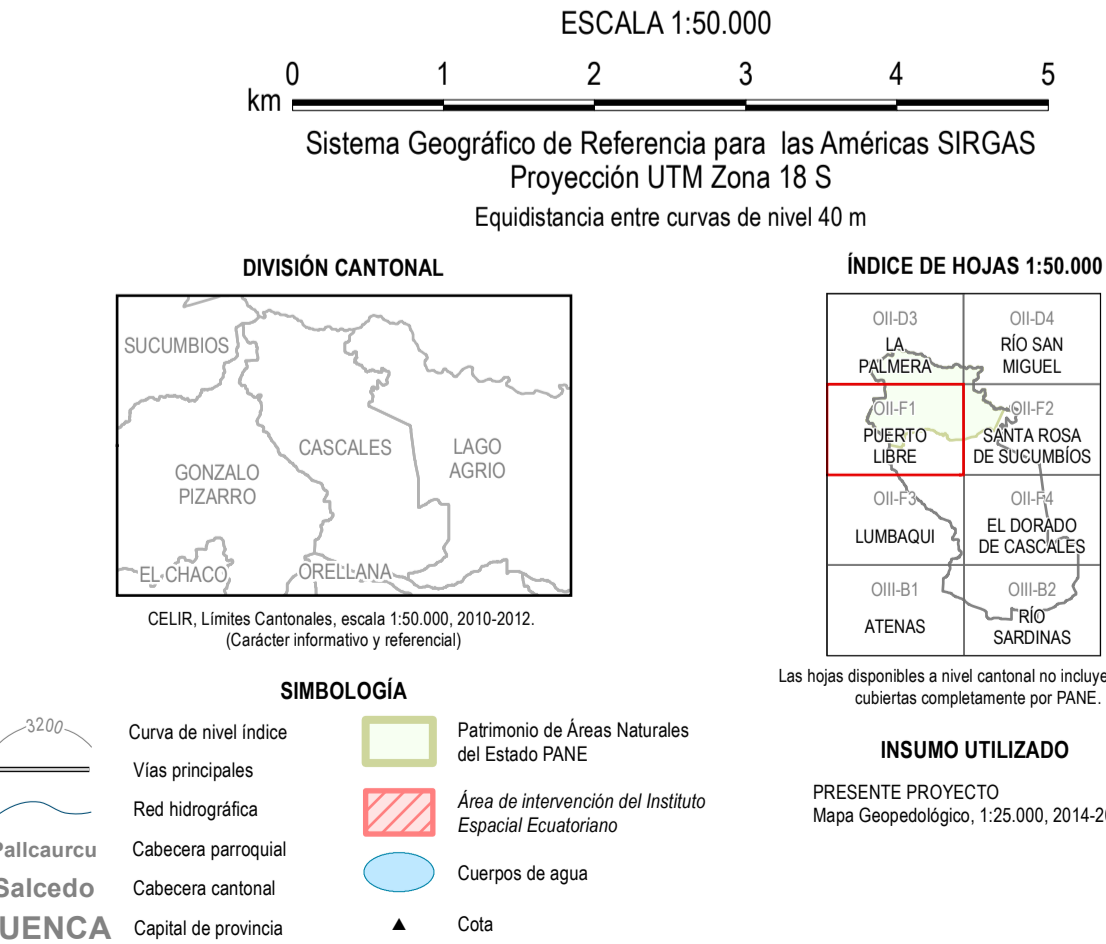 ESCALA 1:50.000
0 1 2 3 4 5
km
Sistema Geográfico de Referencia para las Américas SIRGAS
Proyección UTM Zona 18 S
Equidistancia entre curvas de nivel 40 m
DIVISIÓN CANTONAL
SUCUMBIOS
CASCALES
LAGO
AGRIO
GONZALO
PIZARRO
EL CHACO
ORELLANA
CELIR, Límites Cantonales, escala 1:50.000, 2010-2012.
(Carácter informativo y referencial)
ÍNDICE DE HOJAS 1:50.000
OII-D3
LA
PALMERA
OII-D4
RÍO SAN
MIGUEL
OII-F1
PUERTO
LIBRE
OII-F2
SANTA ROSA
DE SUCUMBÍOS
OII-F3
LUMBAQUI
OII-F4
EL DORADO
DE CASCALES
OIII-B1
ATENAS
OIII-B2
RÍO
SARDINAS
Las hojas disponibles a nivel cantonal no incluye
cubiertas completamente por PANE.
SIMBOLOGÍA
3200
Curva de nivel índice
Vías principales
Red hidrográfica
Pallcaurcu Cabecera parroquial
Salcedo Cabecera cantonal
UENCA Capital de provincia
Patrimonio de Áreas Naturales
del Estado PANE
Área de intervención del Instituto
Espacial Ecuatoriano
Cuerpos de agua
Cota
INSUMO UTILIZADO
PRESENTE PROYECTO
Mapa Geopedológico, 1:25.000, 2014-20